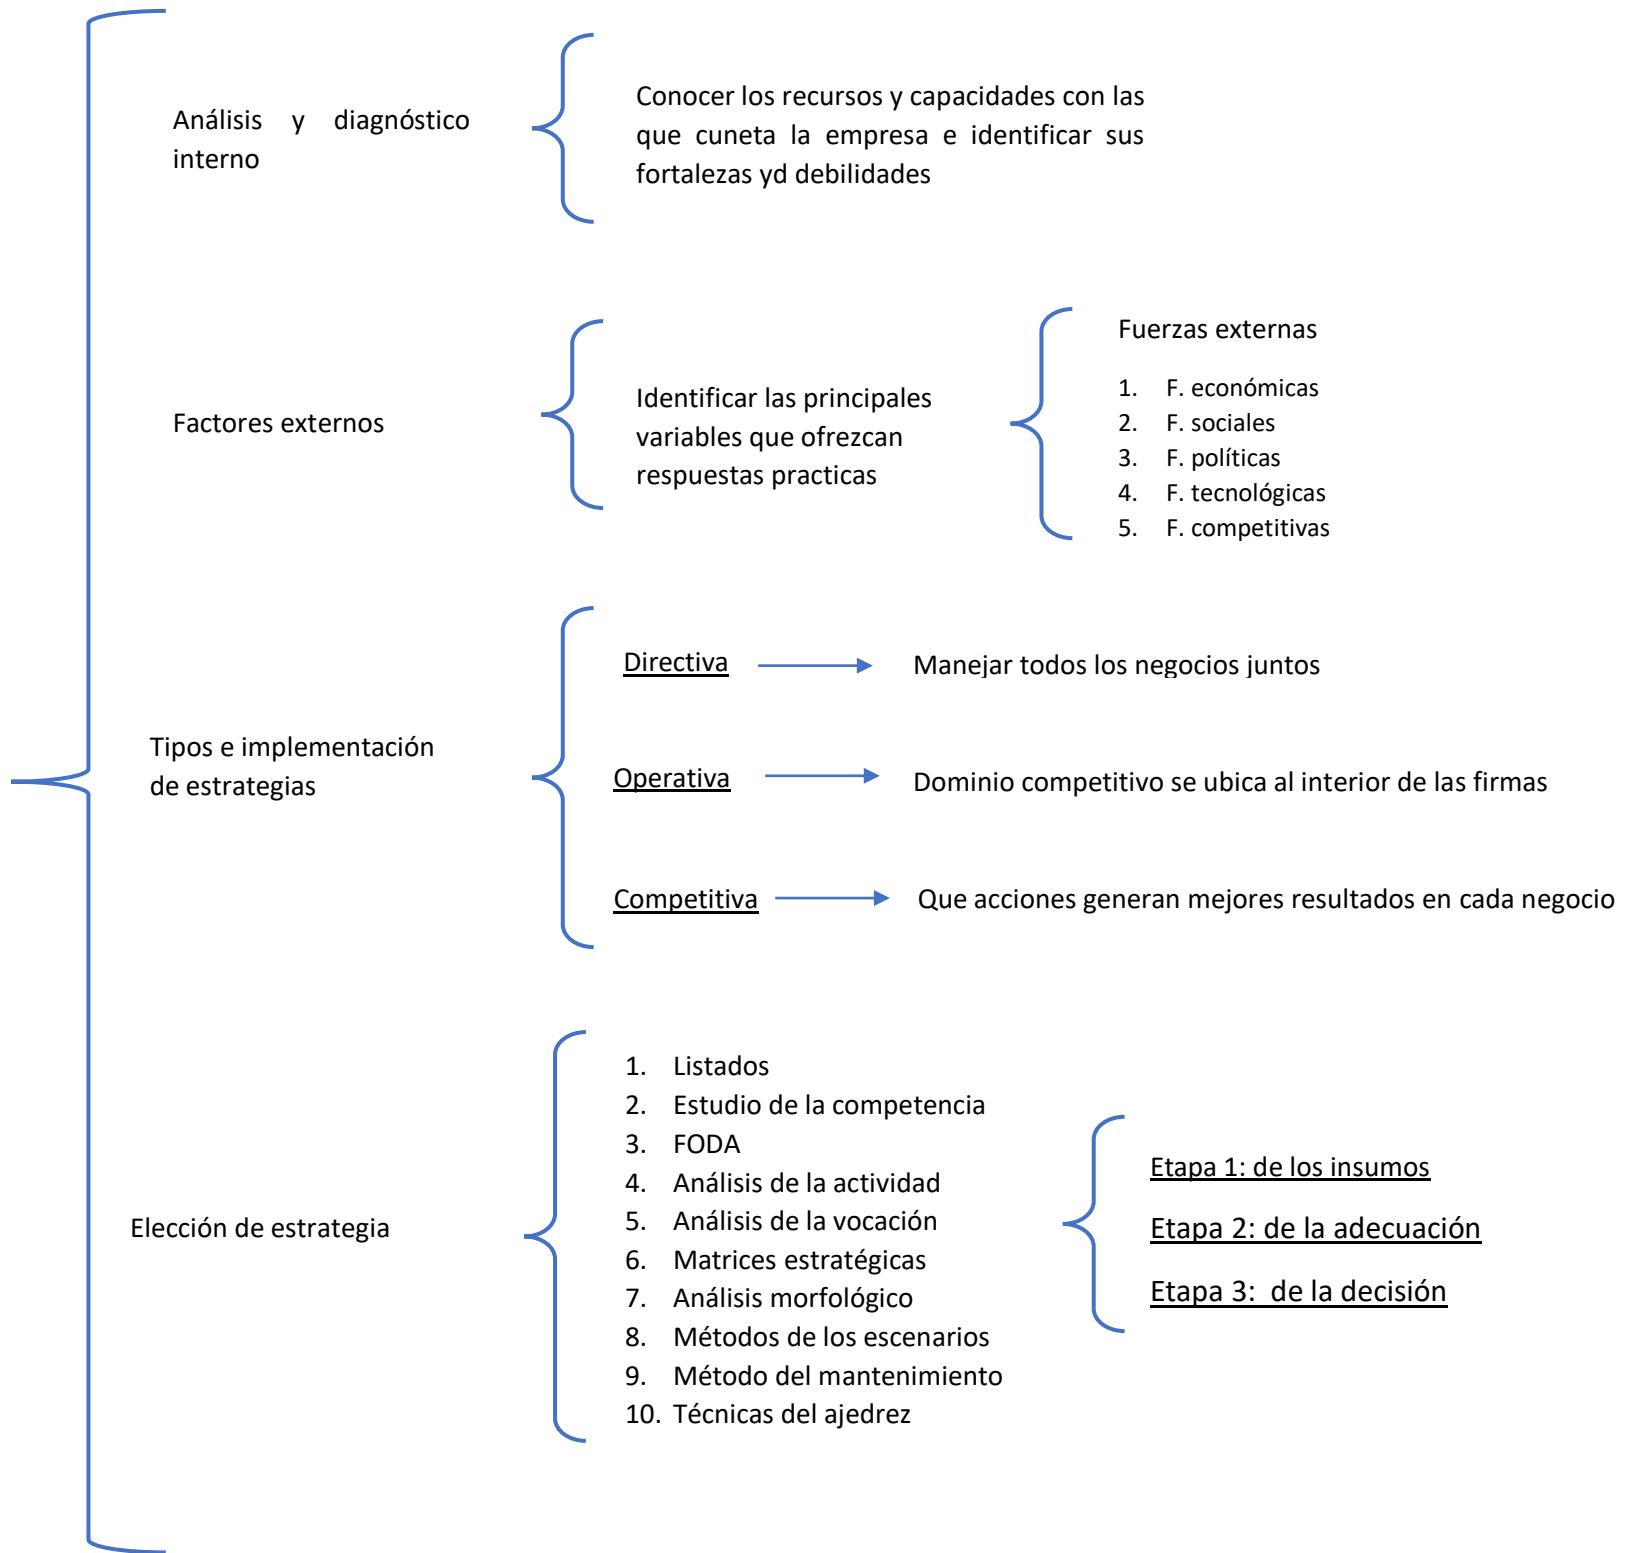 Análisis y diagnóstico
interno
Conocer los recursos y capacidades con las
que cuneta la empresa e identificar sus
fortalezas yd debilidades
Factores externos
Identificar las principales
variables que ofrezcan
respuestas practicas
Fuerzas externas
1. F. económicas
2. F. sociales
3. F. políticas
4. F. tecnológicas
5. F. competitivas
Tipos e implementación
de estrategias
Directiva
Manejar todos los negocios juntos
Operativa
Dominio competitivo se ubica al interior de las firmas
Competitiva
Que acciones generan mejores resultados en cada negocio
Elección de estrategia
1. Listados
2. Estudio de la competencia
3. FODA
4. Análisis de la actividad
5. Análisis de la vocación
6. Matrices estratégicas
7. Análisis morfológico
8. Métodos de los escenarios
9. Método del mantenimiento
10. Técnicas del ajedrez
Etapa 1: de los insumos
Etapa 2: de la adecuación
Etapa 3: de la decisión